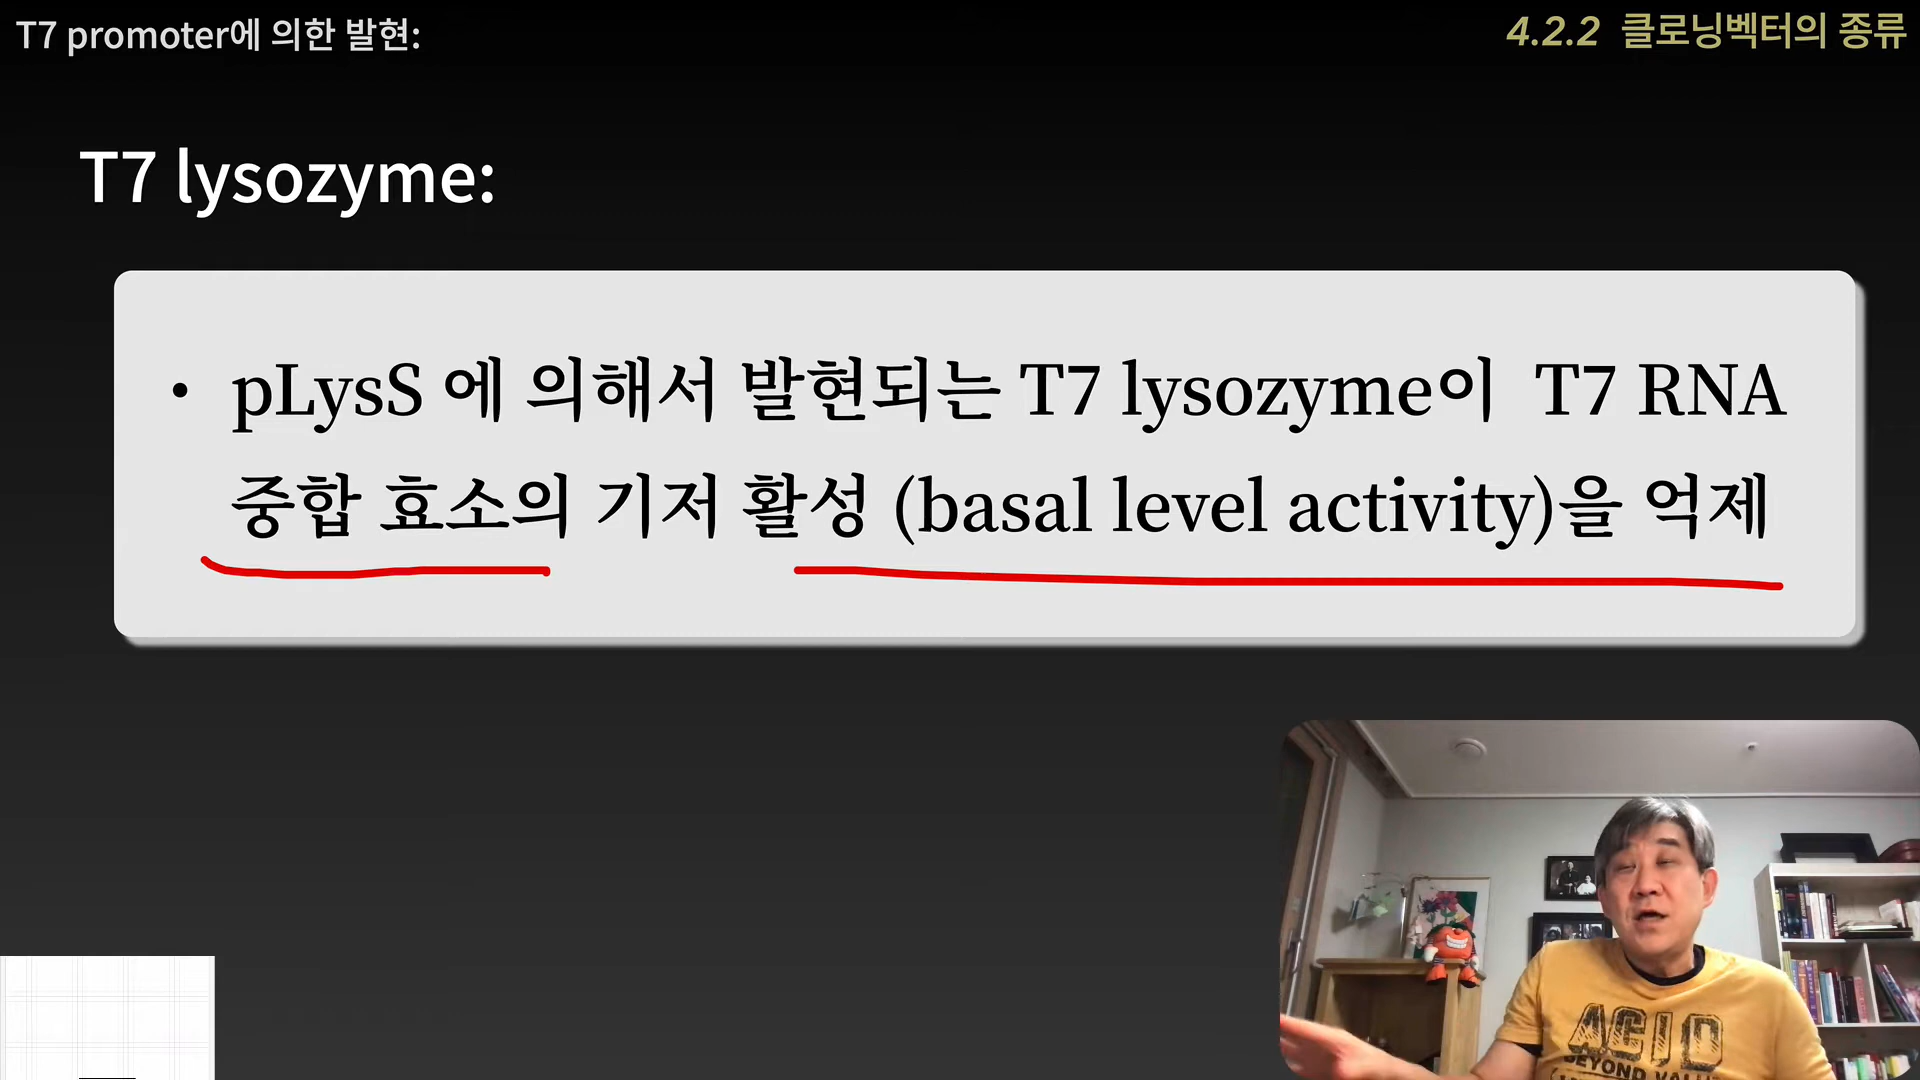 T7 promoter에 의한 발현:
4.2.2 클로닝벡터의 종류
T7 lysozyme:
• pLysS 에 의해서 발현되는 T7 lysozyme이 T7 RNA
중합 효소의 기저 활성 (basal level activity)을 억제
ACID
BEYOND